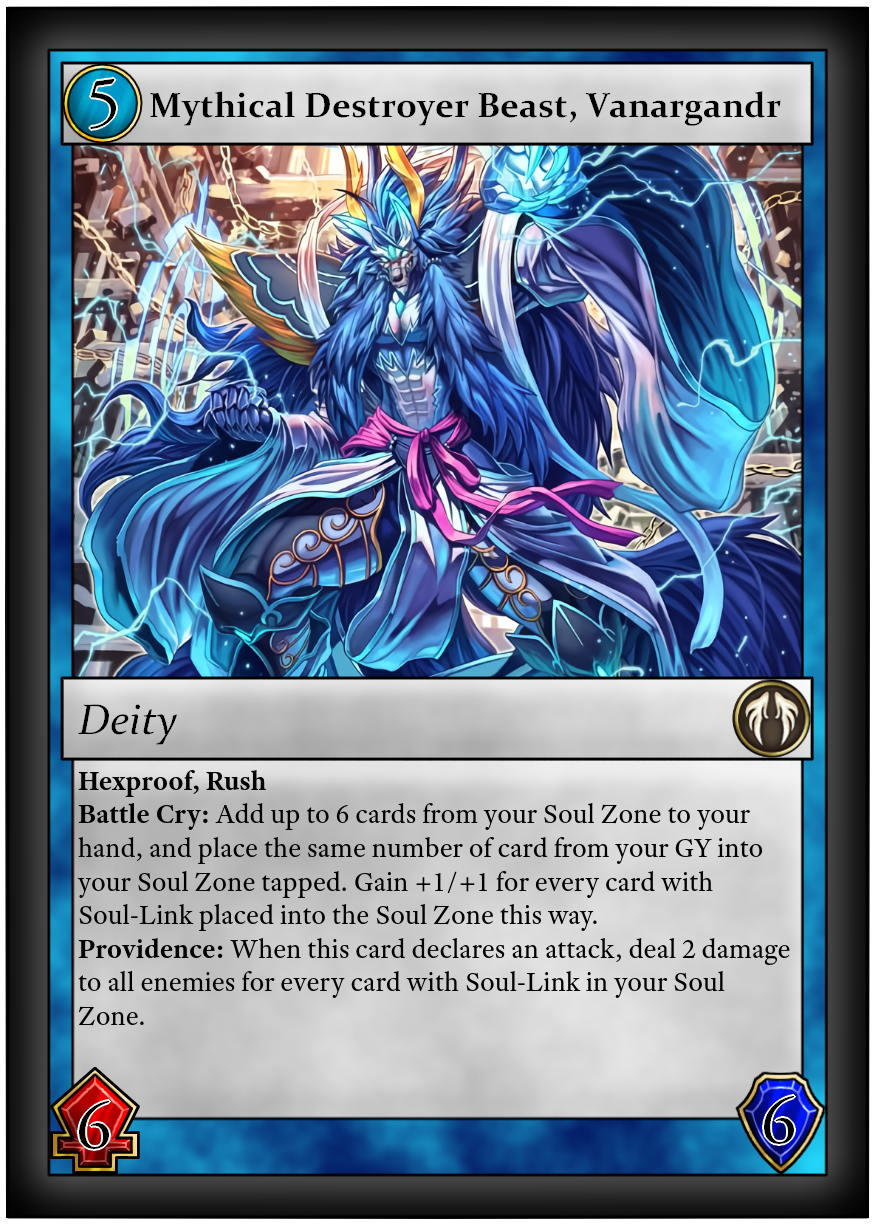 5 Mythical Destroyer Beast, Vanargandr
Deity
Hexproof, Rush
Battle Cry: Add up to 6 cards from your Soul Zone to your
hand, and place the same number of card from your GY into
your Soul Zone tapped. Gain +1/+1 for every card with
Soul-Link placed into the Soul Zone this way.
Providence: When this card declares an attack, deal 2 damage
to all enemies for every card with Soul-Link in your Soul
Zone.
6 6